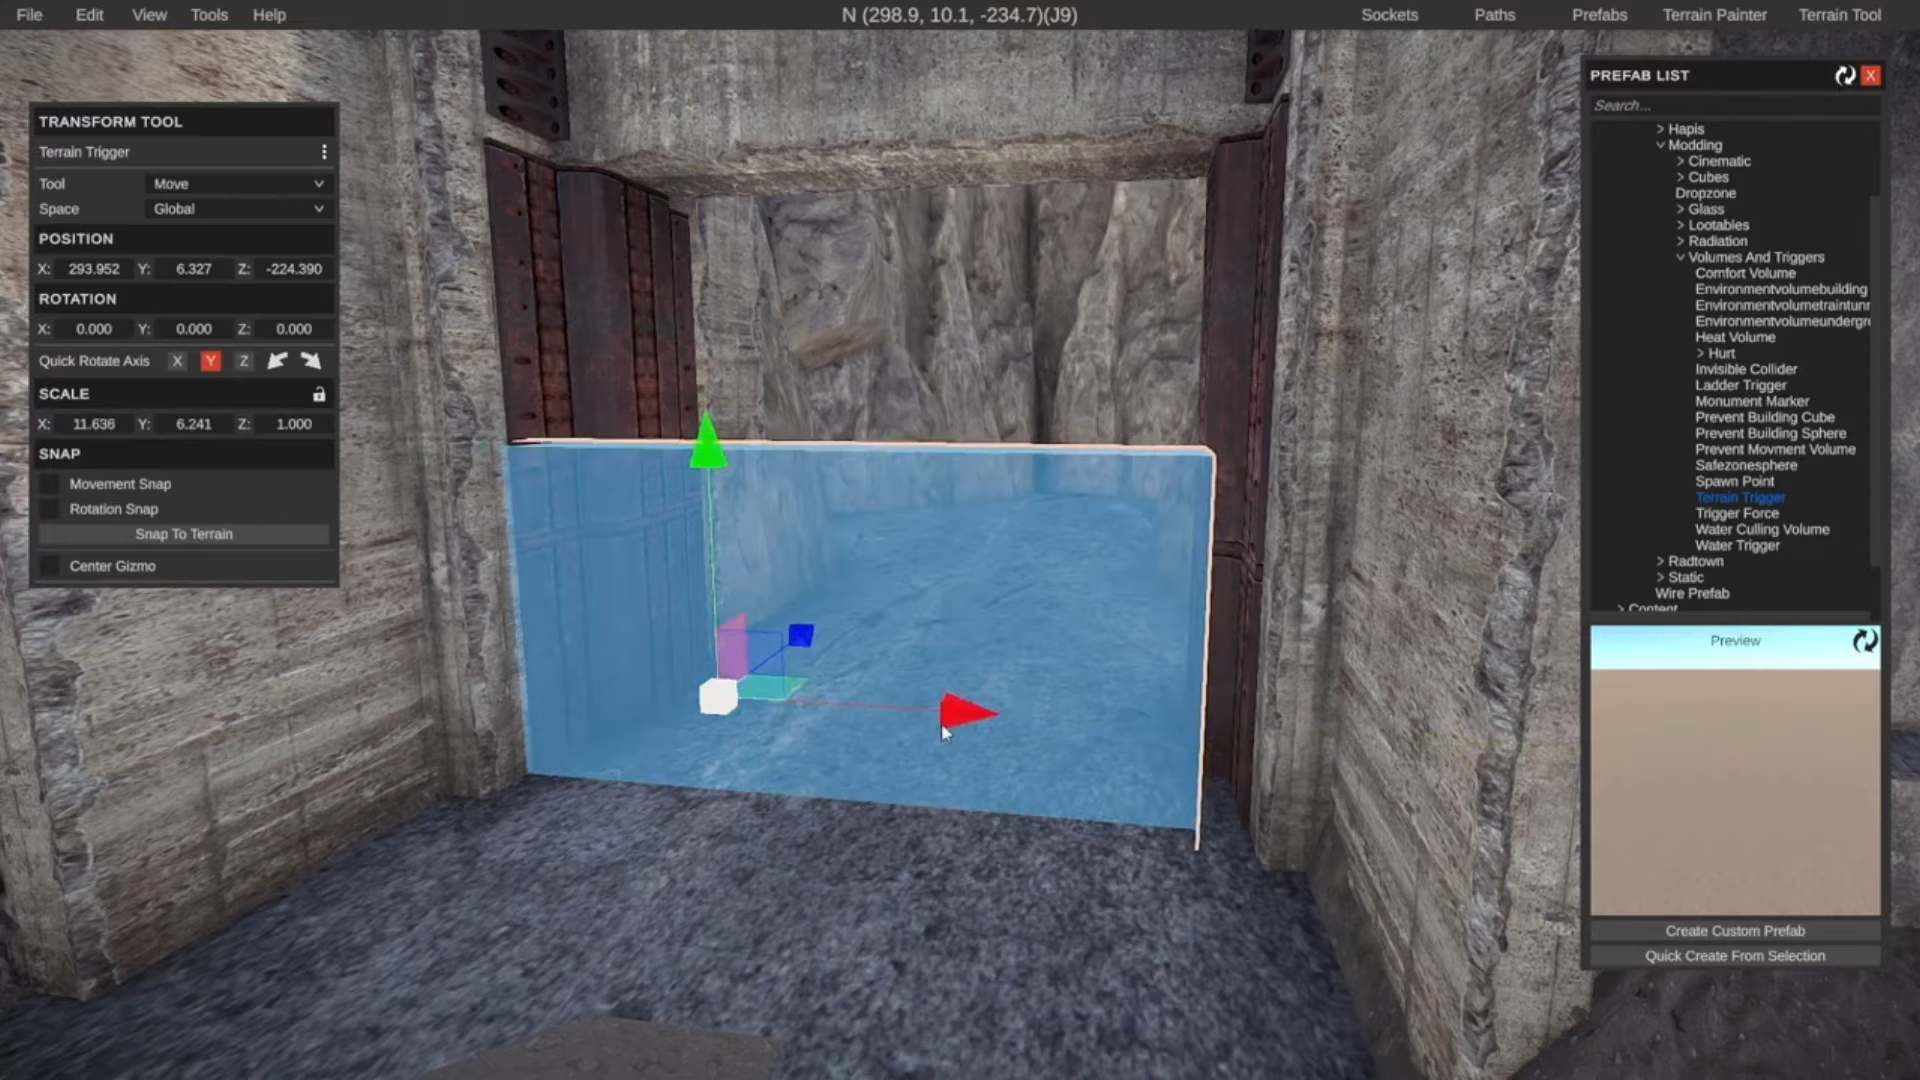 File Edit View Tools Help N (298.9, 10.1, -234.7)(J9) Sockets Paths Prefabs Terrain Painter Terrain Tool
TRANSFORM TOOL
Terrain Trigger
Tool Move
Space Global
POSITION
X: 293.952 Y: 6.327 Z: -224.390
ROTATION
X: 0.000 Y: 0.000 Z: 0.000
Quick Rotate Axis X Y Z
SCALE
X: 11.636 Y: 6.241 Z: 1.000
SNAP
Movement Snap
Rotation Snap
Snap To Terrain
Center Gizmo
PREFAB LIST X
Search...
> Hapis
Modding
> Cinematic
> Cubes
Dropzone
> Glass
> Lootables
> Radiation
Volumes And Triggers
Comfort Volume
Environmentvolumebuilding
Environmentvolumetraintunn
Environmentvolumeundergro
Heat Volume
> Hurt
Invisible Collider
Ladder Trigger
Monument Marker
Prevent Building Cube
Prevent Building Sphere
Prevent Movment Volume
Safezonesphere
Spawn Point
Terrain Trigger
Trigger Force
Water Culling Volume
Water Trigger
> Radtown
> Static
Wire Prefab
> Content
Preview
Create Custom Prefab
Quick Create From Selection